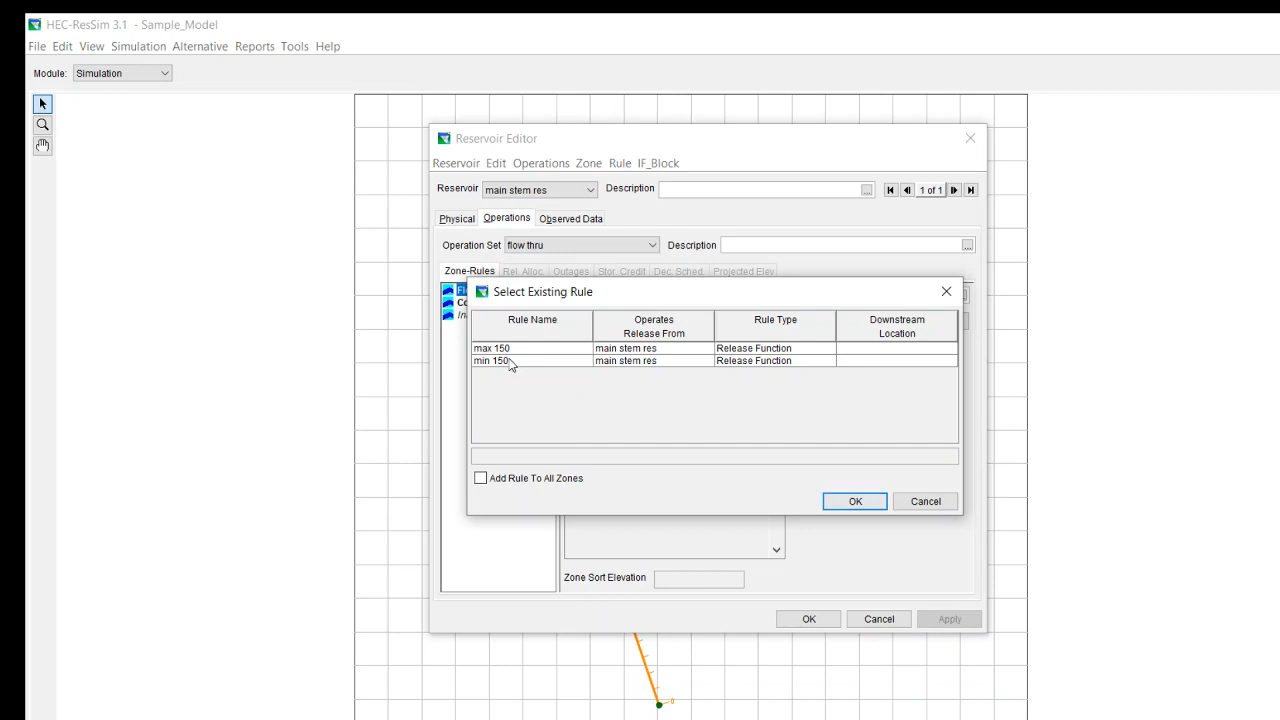 HEC-ResSim 3.1 - Sample_Model
File Edit View Simulation Alternative Reports Tools Help
Module: Simulation
Reservoir Editor
Reservoir Edit Operations Zone Rule IF_Block
Reservoir main stem res Description ... 1 of 1
Physical Operations Observed Data
Operation Set flow thru Description ...
Zone-Rules Rel. Alloc. Outages Stor. Credit Dec. Sched. Projected Elev
Select Existing Rule
Rule Name Operates Release From Rule Type Downstream Location
max 150 main stem res Release Function
min 150 main stem res Release Function
Add Rule To All Zones
OK Cancel
Zone Sort Elevation
OK Cancel Apply
0